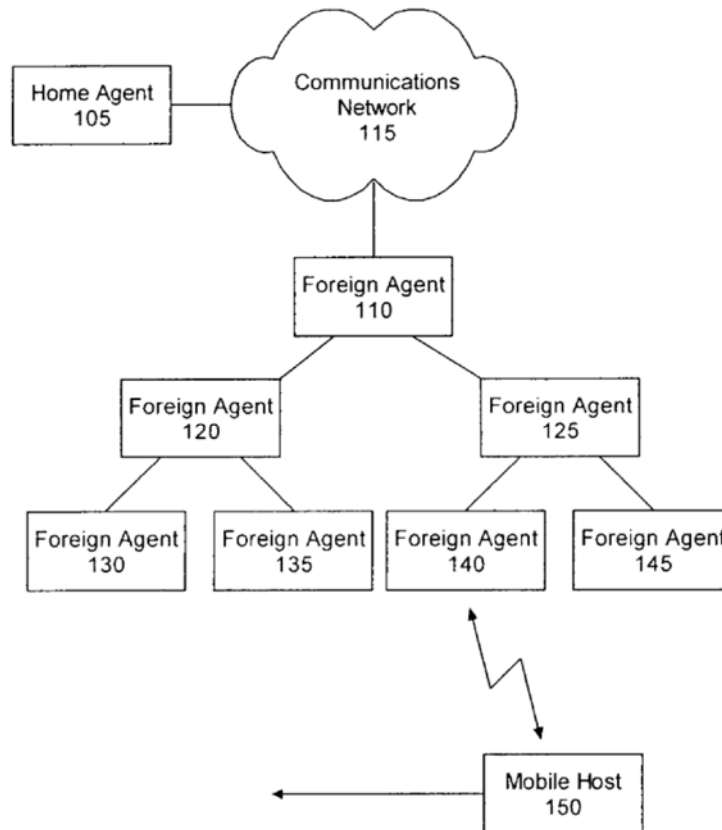 Home Agent
105
Communications
Network
115
Foreign Agent
110
Foreign Agent
120
Foreign Agent
125
Foreign Agent
130
Foreign Agent
135
Foreign Agent
140
Foreign Agent
145
Mobile Host
150